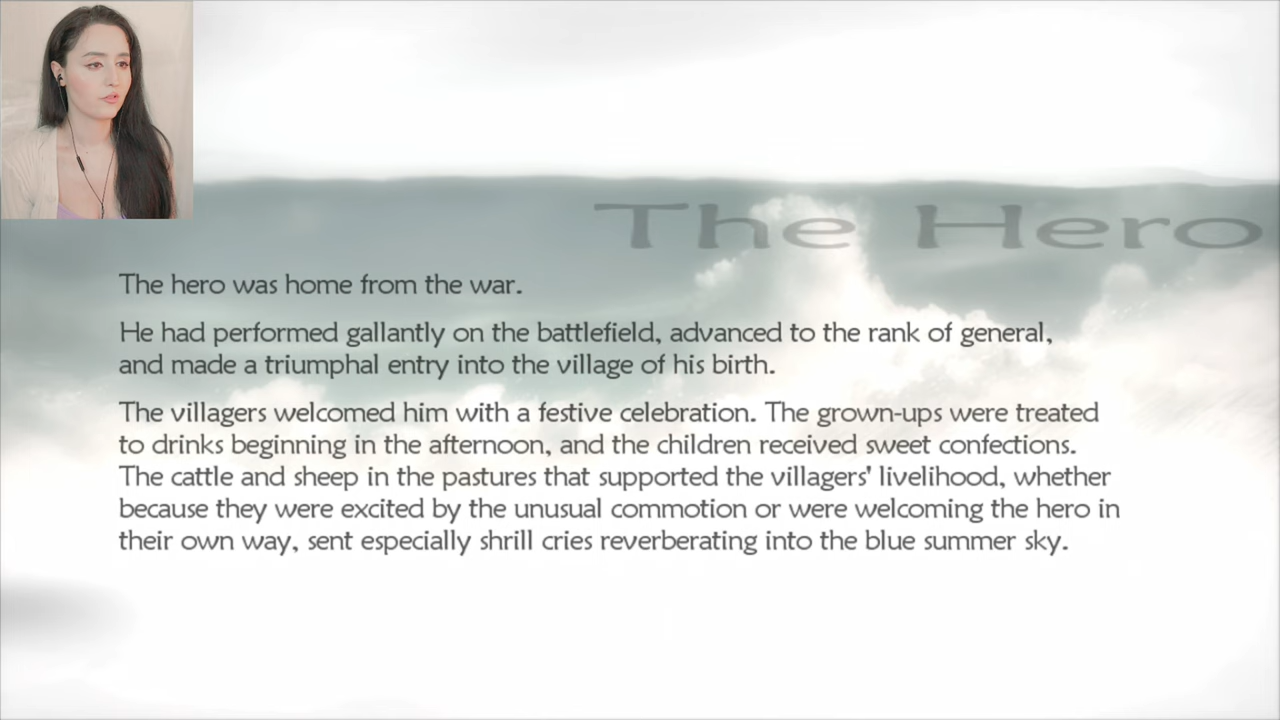 The Hero
The hero was home from the war.
He had performed gallantly on the battlefield, advanced to the rank of general,
and made a triumphal entry into the village of his birth.
The villagers welcomed him with a festive celebration. The grown-ups were treated
to drinks beginning in the afternoon, and the children received sweet confections.
The cattle and sheep in the pastures that supported the villagers' livelihood, whether
because they were excited by the unusual commotion or were welcoming the hero in
their own way, sent especially shrill cries reverberating into the blue summer sky.